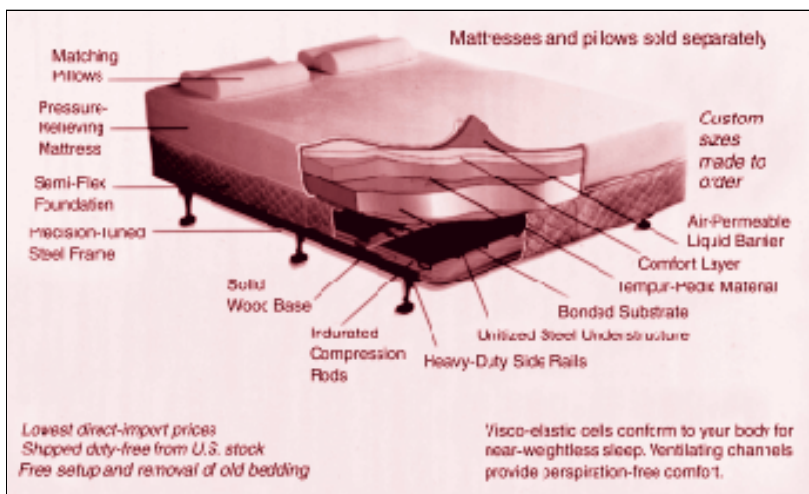 Mattresses and pillows sold separately
Matching
Pillows
Pressure-
Relieving
Mattress
Semi-Flex
Foundation
Precision-Tuned
Steel Frame
Custom
sizes
made to
order
Air-Permeable
Liquid Barrier
Comfort Layer
Tempur-Pedic Material
Bonded Substrate
Unitized Steel Understructure
Heavy-Duty Side Rails
Solid
Wood Base
Indurated
Compression
Rods
Lowest direct-import prices
Shipped duty-free from U.S. stock
Free setup and removal of old bedding
Visco-elastic cells conform to your body for
near-weightless sleep. Ventilating channels
provide perspiration-free comfort.